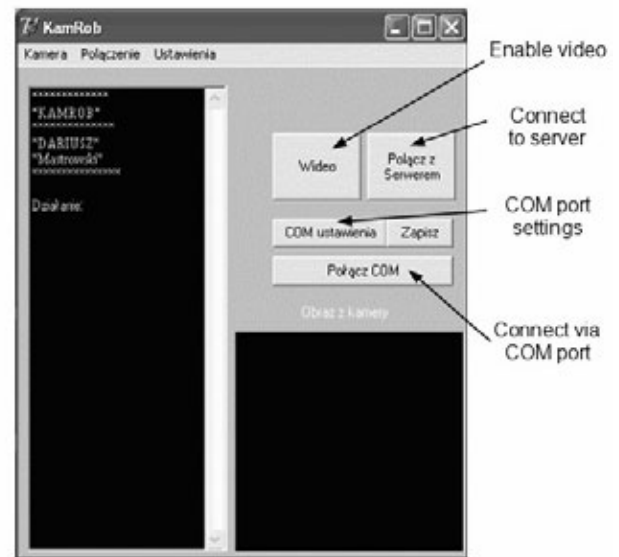 KamRob
Kamera Połączenie Ustawienia
"KAMROB"
"DARIUSZ"
"Mastrowski"
Działanie:
Wideo
Połącz z
Serwerem
COM ustawienia
Zapisz
Połącz COM
Obraz z kamery
Enable video
Connect
to server
COM port
settings
Connect via
COM port